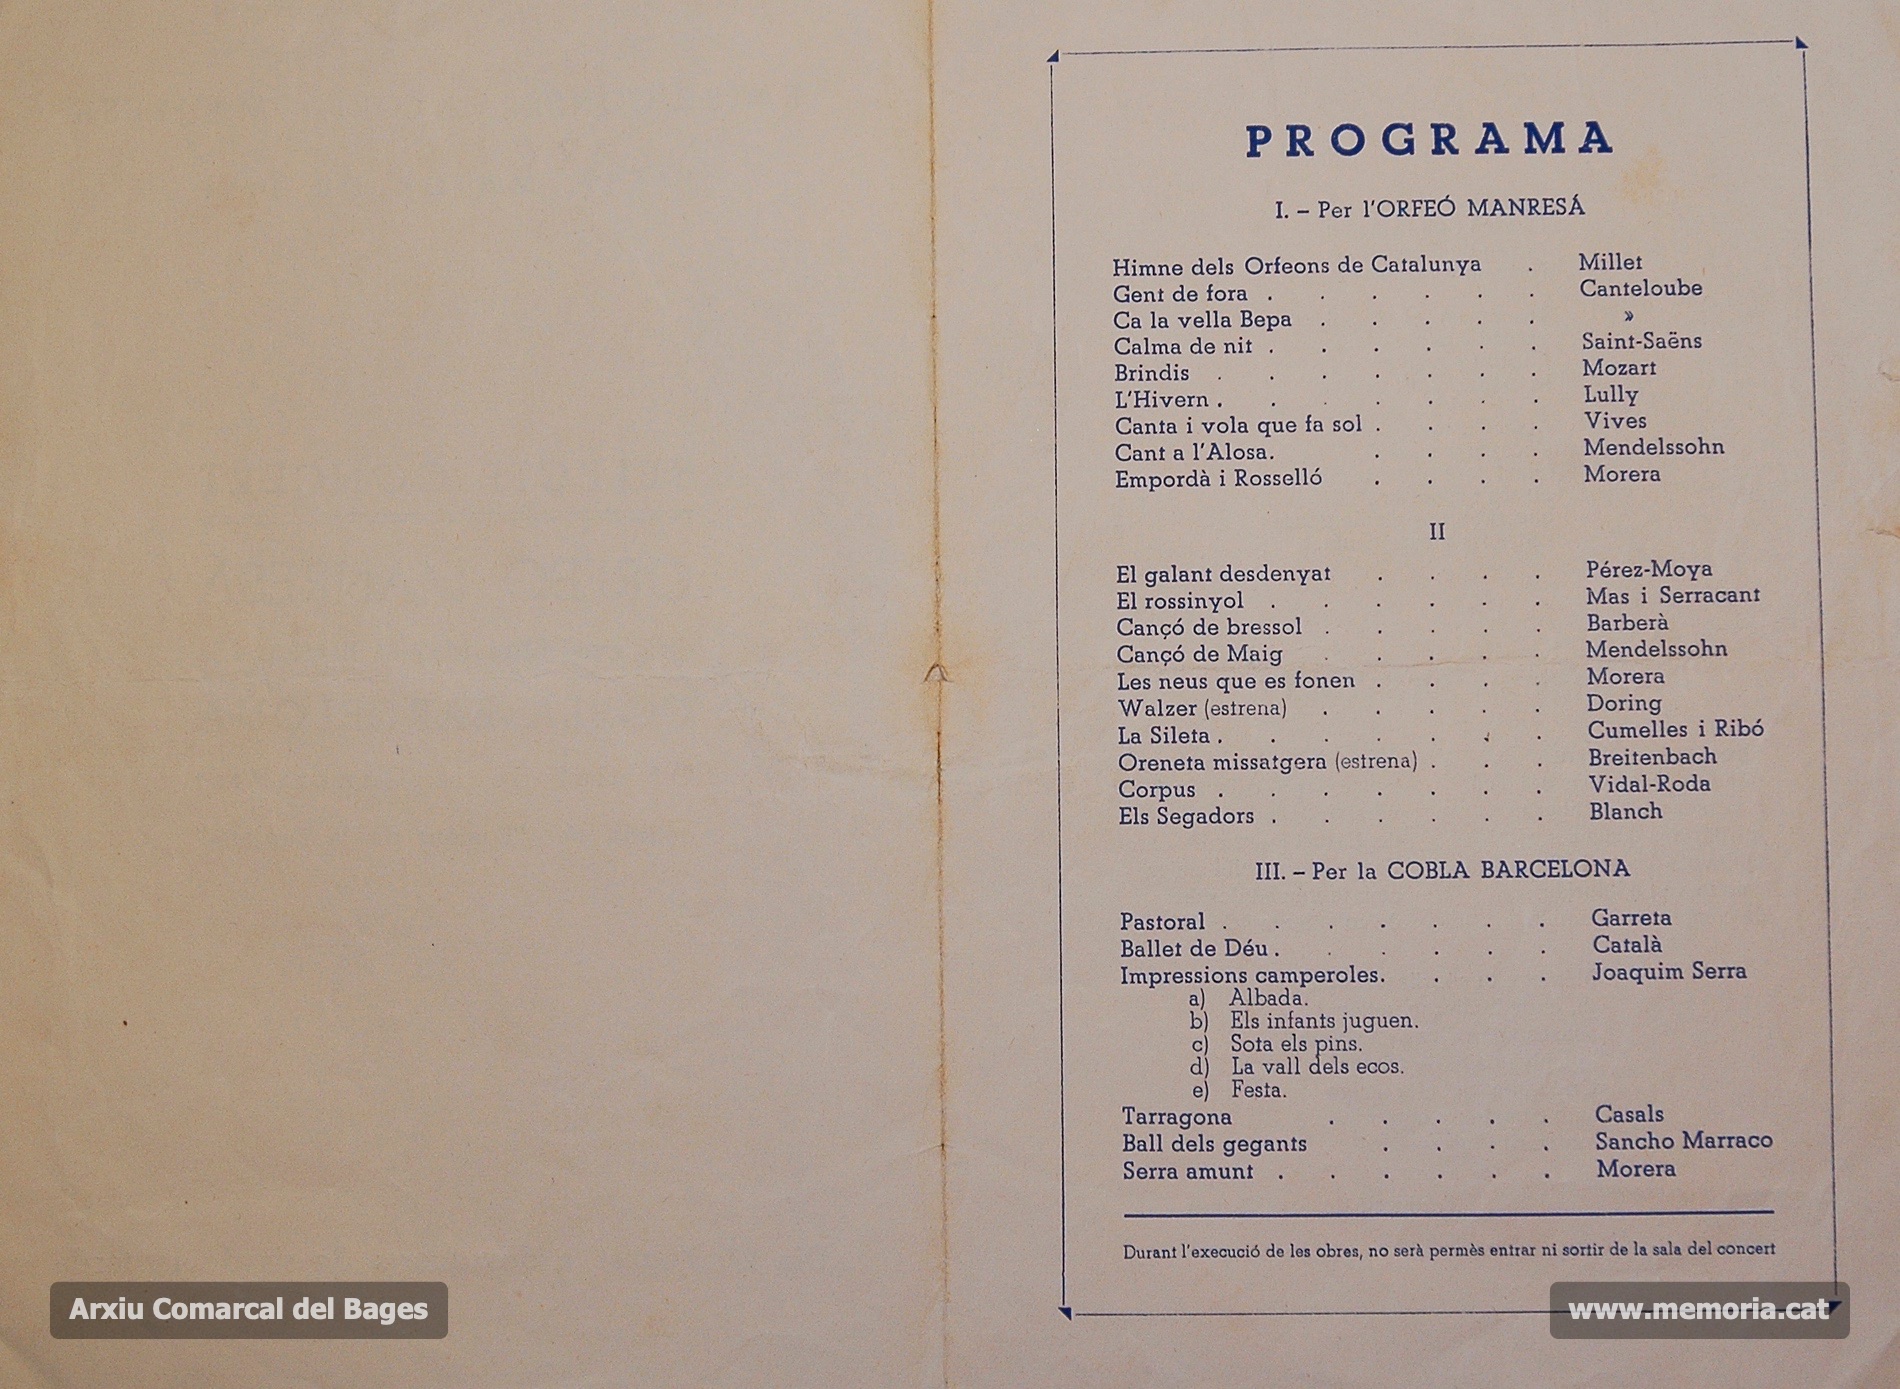 PROGRAMA
I. – Per l'ORFEÓ MANRESÁ
Himne dels Orfeons de Catalunya . Millet
Gent de fora . . . . . . Canteloube
Ca la vella Bepa . . . . . »
Calma de nit . . . . . . Saint-Saëns
Brindis . . . . . . . Mozart
L'Hivern . . . . . . . Lully
Canta i vola que fa sol . . . . Vives
Cant a l'Alosa. . . . . Mendelssohn
Empordà i Rosselló . . . . Morera
II
El galant desdenyat . . . . Pérez-Moya
El rossinyol . . . . . . Mas i Serracant
Cançó de bressol . . . . . Barberà
Cançó de Maig . . . . . Mendelssohn
Les neus que es fonen . . . . Morera
Walzer (estrena) . . . . . Doring
La Sileta . . . . . . . Cumelles i Ribó
Oreneta missatgera (estrena) . . . Breitenbach
Corpus . . . . . . . Vidal-Roda
Els Segadors . . . . . . Blanch
III. – Per la COBLA BARCELONA
Pastoral . . . . . . . Garreta
Ballet de Déu . . . . . . Català
Impressions camperoles. . . . Joaquim Serra
a) Albada.
b) Els infants juguen.
c) Sota els pins.
d) La vall dels ecos.
e) Festa.
Tarragona . . . . . Casals
Ball dels gegants . . . . Sancho Marraco
Serra amunt . . . . . . Morera
Durant l'execució de les obres, no serà permès entrar ni sortir de la sala del concert
Arxiu Comarcal del Bages
www.memoria.cat